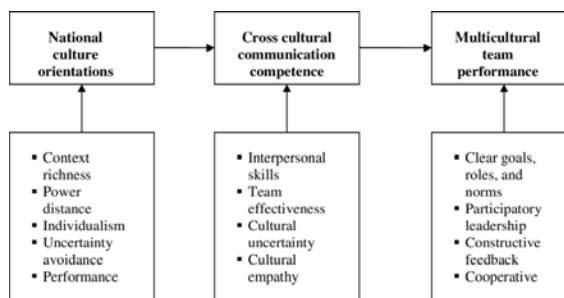 National
culture
orientations
Cross cultural
communication
competence
Multicultural
team
performance
▪ Context
richness
▪ Power
distance
▪ Individualism
▪ Uncertainty
avoidance
▪ Performance
▪ Interpersonal
skills
▪ Team
effectiveness
▪ Cultural
uncertainty
▪ Cultural
empathy
▪ Clear goals,
roles, and
norms
▪ Participatory
leadership
▪ Constructive
feedback
▪ Cooperative